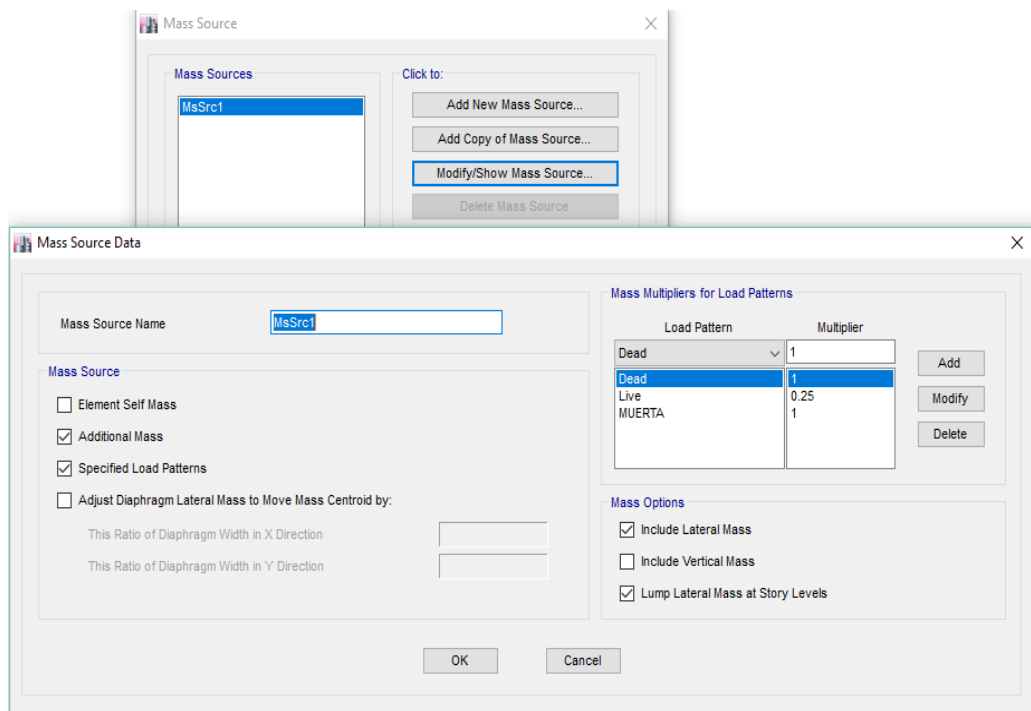 Mass Source
Mass Sources
MsSrc1
Click to:
Add New Mass Source...
Add Copy of Mass Source...
Modify/Show Mass Source...
Delete Mass Source
Mass Source Data
Mass Source Name
MsSrc1
Mass Source
Element Self Mass
Additional Mass
Specified Load Patterns
Adjust Diaphragm Lateral Mass to Move Mass Centroid by:
This Ratio of Diaphragm Width in X Direction
This Ratio of Diaphragm Width in Y Direction
Mass Multipliers for Load Patterns
Load Pattern Multiplier
Dead 1
Dead 1
Live 0.25
MUERTA 1
Add
Modify
Delete
Mass Options
Include Lateral Mass
Include Vertical Mass
Lump Lateral Mass at Story Levels
OK Cancel